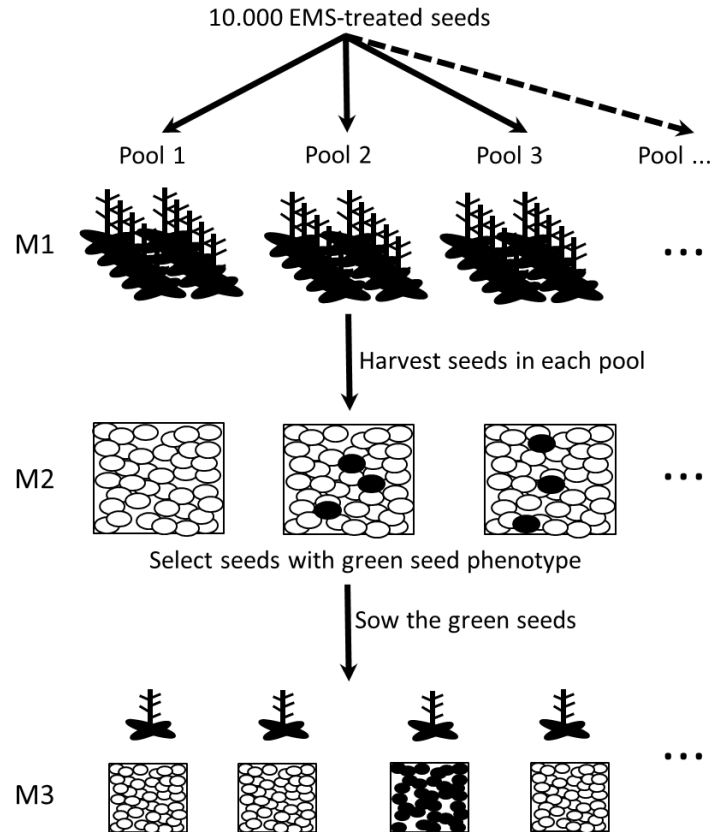 10.000 EMS-treated seeds
Pool 1 Pool 2 Pool 3 Pool ...
M1 ...
Harvest seeds in each pool
M2 ...
Select seeds with green seed phenotype
Sow the green seeds
...
M3